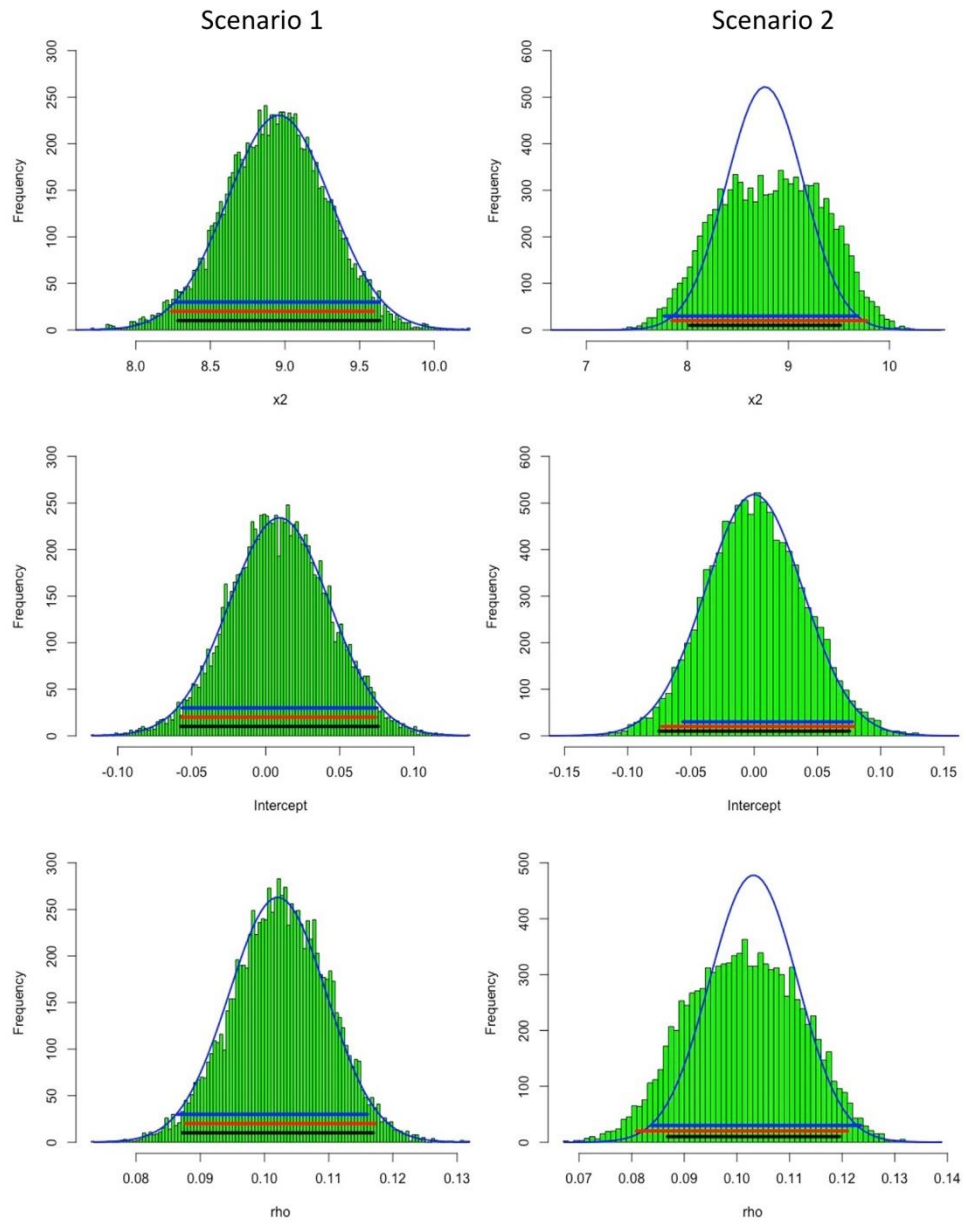 Scenario 1
Scenario 2
Frequency
0 50 100 150 200 250 300
8.0 8.5 9.0 9.5 10.0
x2
Frequency
0 100 200 300 400 500 600
7 8 9 10
x2
Frequency
0 50 100 150 200 250 300
-0.10 -0.05 0.00 0.05 0.10
Intercept
Frequency
0 100 200 300 400 500 600
-0.15 -0.10 -0.05 0.00 0.05 0.10 0.15
Intercept
Frequency
0 50 100 150 200 250 300
0.08 0.09 0.10 0.11 0.12 0.13
rho
Frequency
0 100 200 300 400 500
0.07 0.08 0.09 0.10 0.11 0.12 0.13 0.14
rho